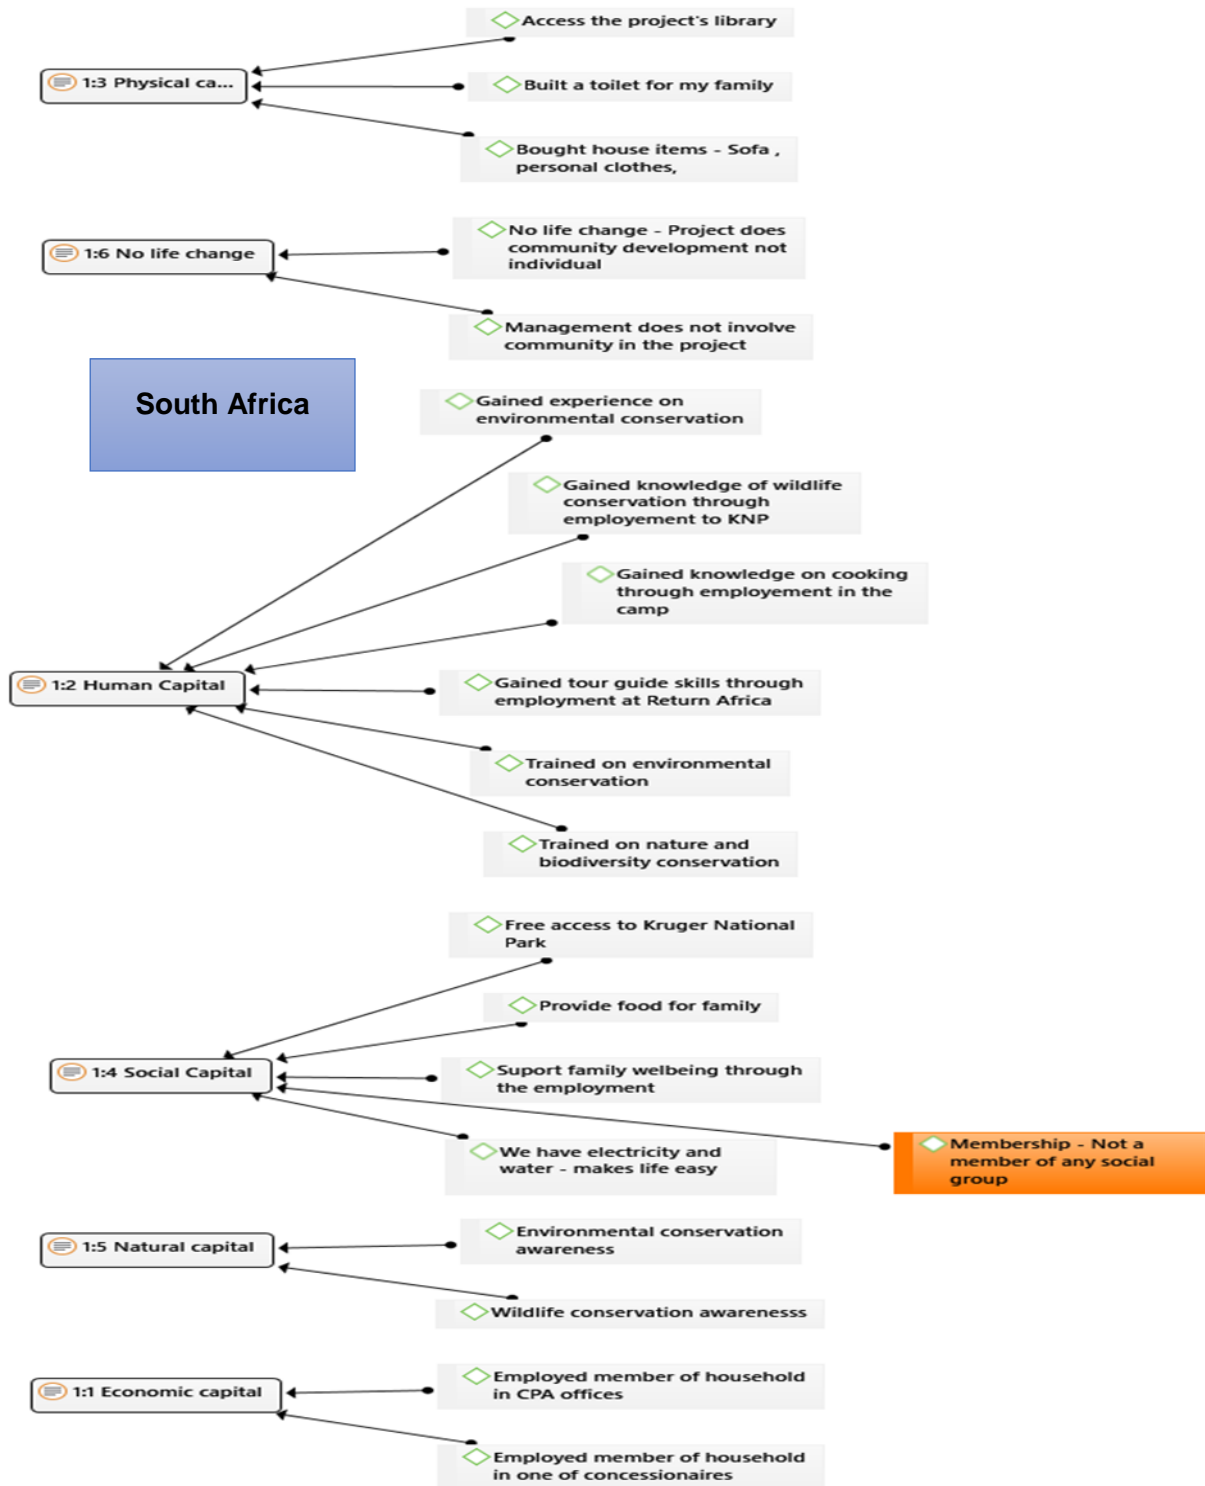 Access the project's library
1:3 Physical ca...
Built a toilet for my family
Bought house items - Sofa ,
personal clothes,
No life change - Project does
community development not
individual
1:6 No life change
Management does not involve
community in the project
South Africa
Gained experience on
environmental conservation
Gained knowledge of wildlife
conservation through
employement to KNP
Gained knowledge on cooking
through employement in the
camp
1:2 Human Capital
Gained tour guide skills through
employment at Return Africa
Trained on environmental
conservation
Trained on nature and
biodiversity conservation
Free access to Kruger National
Park
Provide food for family
1:4 Social Capital
Suport family welbeing through
the employment
We have electricity and
water - makes life easy
Membership - Not a
member of any social
group
Environmental conservation
awareness
1:5 Natural capital
Wildlife conservation awarenesss
Employed member of household
in CPA offices
1:1 Economic capital
Employed member of household
in one of concessionaires